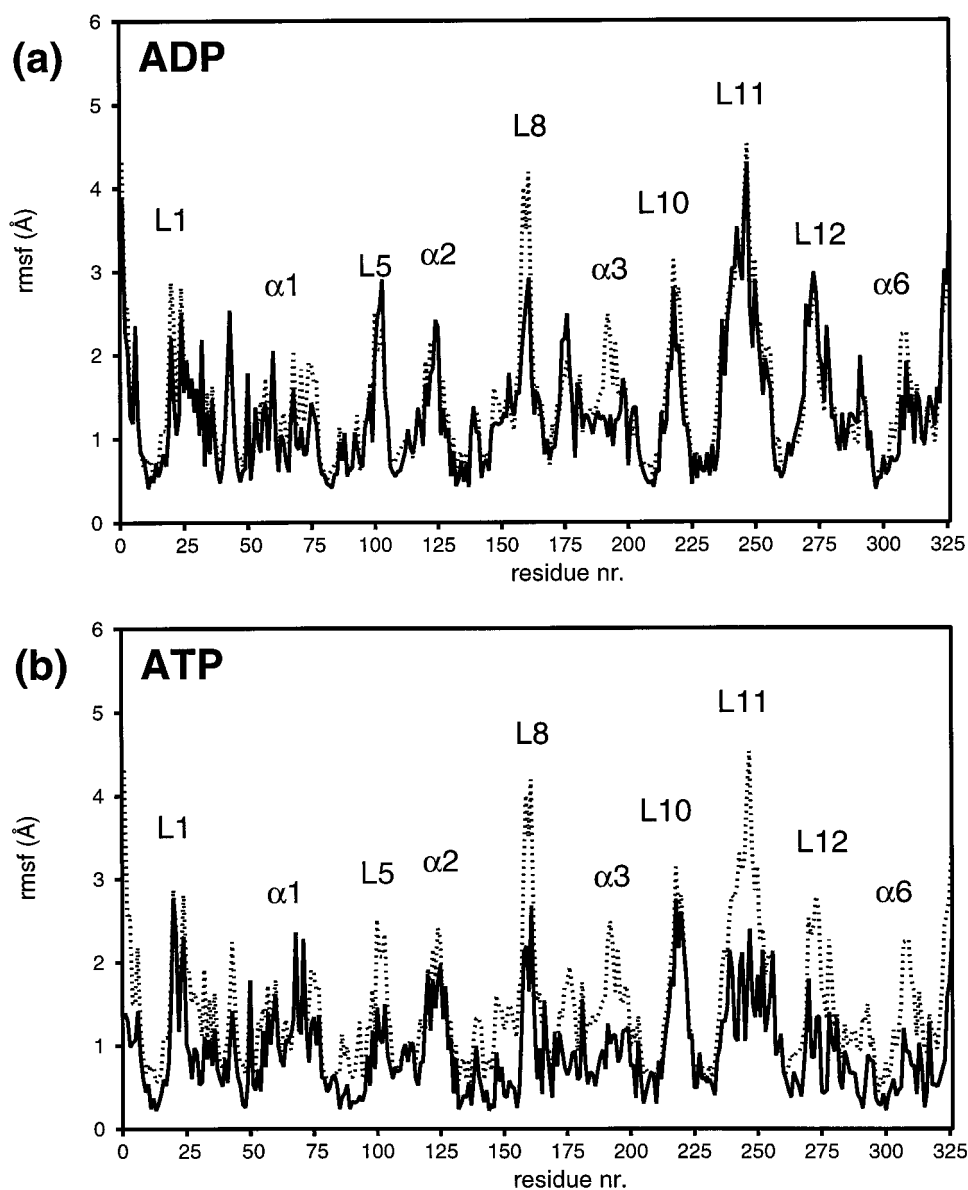 (a)
ADP
6
5
4
3
2
1
0
rmsf (Å)
L1
α1
L5
α2
L8
α3
L10
L11
L12
α6
0 25 50 75 100 125 150 175 200 225 250 275 300 325
residue nr.
(b)
ATP
6
5
4
3
2
1
0
rmsf (Å)
L1
α1
L5
α2
L8
α3
L10
L11
L12
α6
0 25 50 75 100 125 150 175 200 225 250 275 300 325
residue nr.